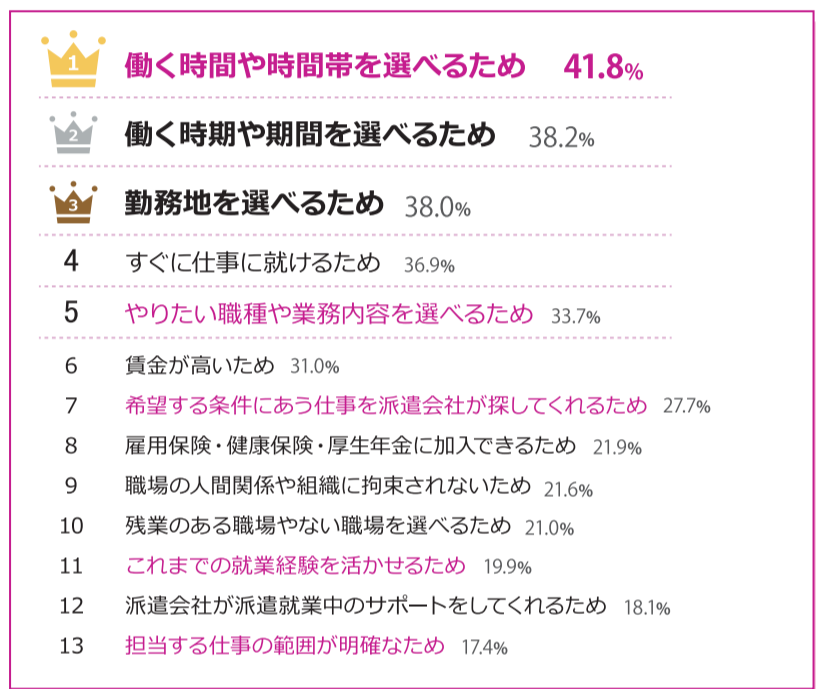 1 働く時間や時間帯を選べるため 41.8%
2 働く時期や期間を選べるため 38.2%
3 勤務地を選べるため 38.0%
4 すぐに仕事に就けるため 36.9%
5 やりたい職種や業務内容を選べるため 33.7%
6 賃金が高いため 31.0%
7 希望する条件にあう仕事を派遣会社が探してくれるため 27.7%
8 雇用保険・健康保険・厚生年金に加入できるため 21.9%
9 職場の人間関係や組織に拘束されないため 21.6%
10 残業のある職場やない職場を選べるため 21.0%
11 これまでの就業経験を活かせるため 19.9%
12 派遣会社が派遣就業中のサポートをしてくれるため 18.1%
13 担当する仕事の範囲が明確なため 17.4%